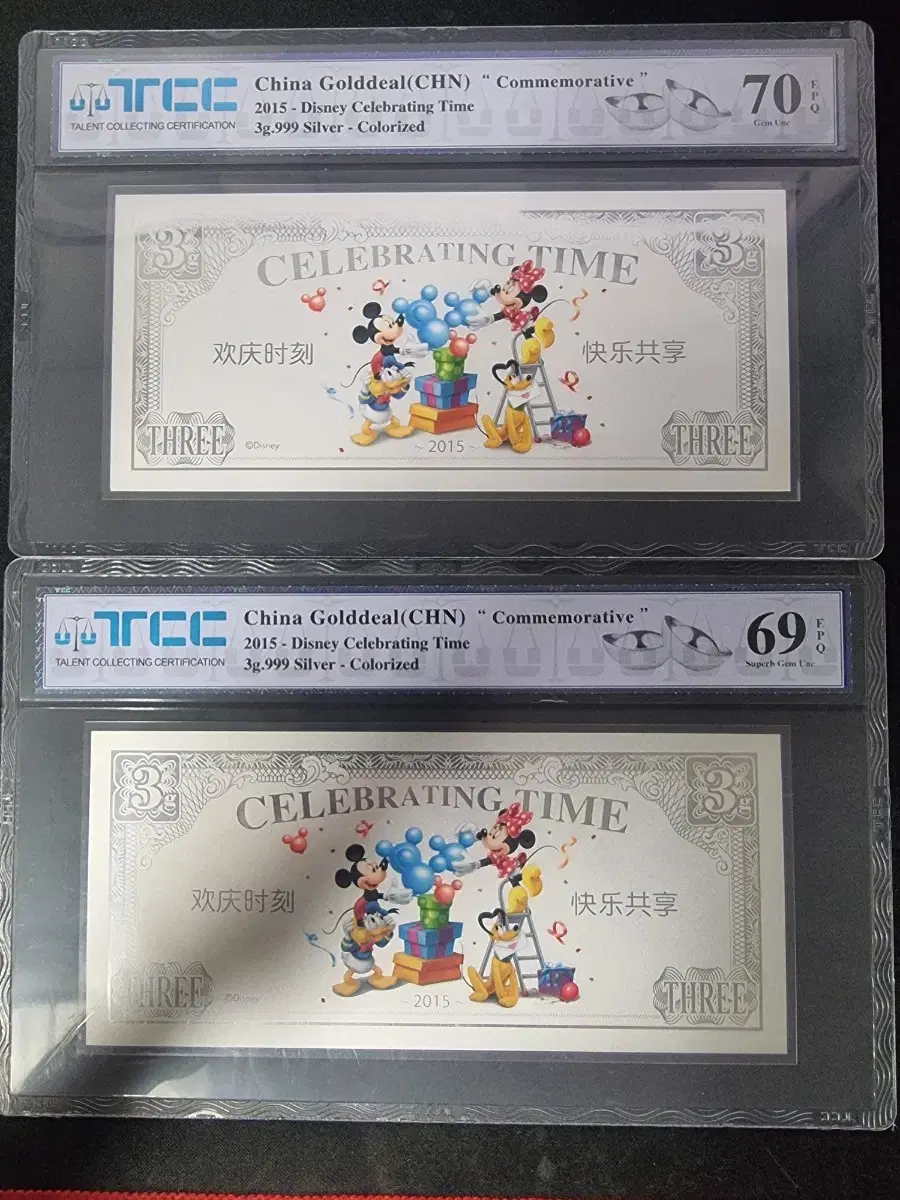 TCC
TALENT COLLECTING CERTIFICATION
China Golddeal(CHN) “ Commemorative ”
2015 - Disney Celebrating Time
3g.999 Silver - Colorized
70
EPQ
Gem Unc
3g
3g
CELEBRATING TIME
欢庆时刻
快乐共享
THREE
©Disney
~ 2015 ~
THREE
TCC
TALENT COLLECTING CERTIFICATION
China Golddeal(CHN) “ Commemorative ”
2015 - Disney Celebrating Time
3g.999 Silver - Colorized
69
EPQ
Superb Gem Unc
3g
3g
CELEBRATING TIME
欢庆时刻
快乐共享
THREE
©Disney
~ 2015 ~
THREE